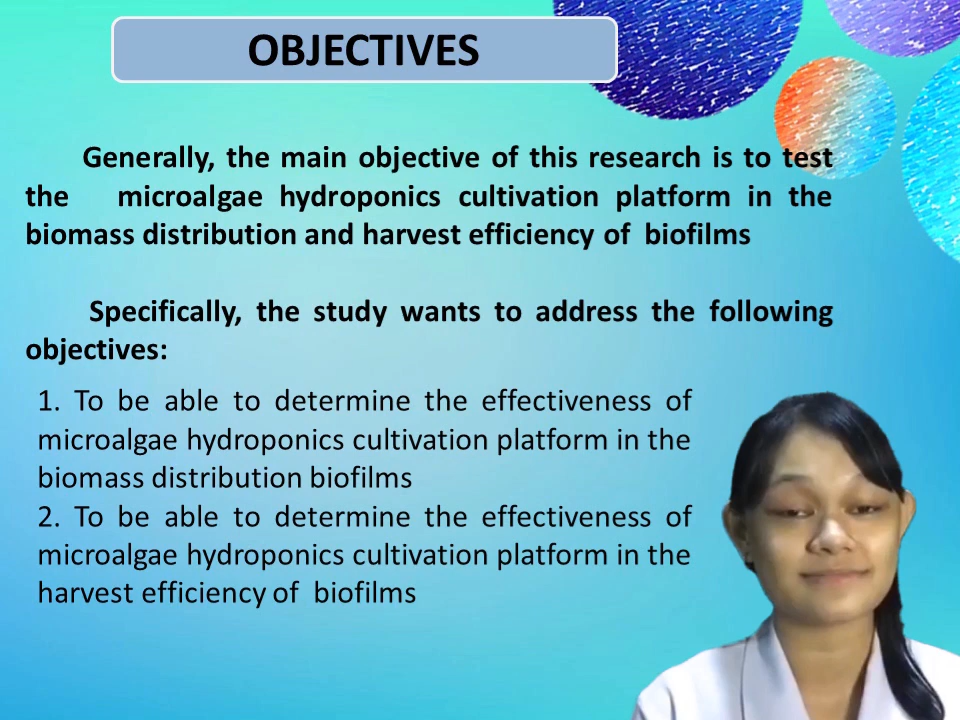 OBJECTIVES
Generally, the main objective of this research is to test
the microalgae hydroponics cultivation platform in the
biomass distribution and harvest efficiency of biofilms
Specifically, the study wants to address the following
objectives:
1. To be able to determine the effectiveness of
microalgae hydroponics cultivation platform in the
biomass distribution biofilms
2. To be able to determine the effectiveness of
microalgae hydroponics cultivation platform in the
harvest efficiency of biofilms